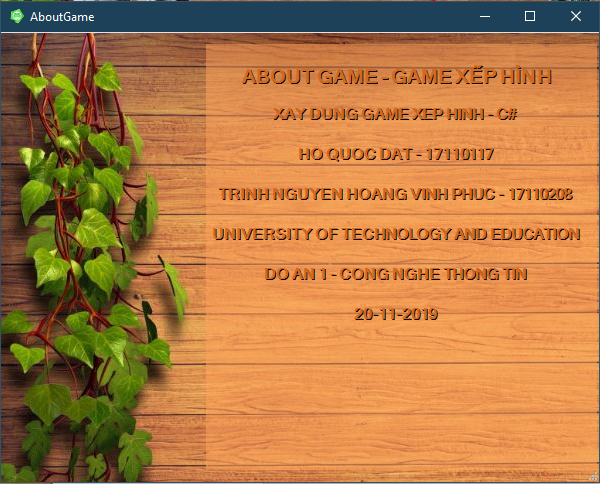 AboutGame
ABOUT GAME - GAME XẾP HÌNH
XAY DUNG GAME XEP HINH - C#
HO QUOC DAT - 17110117
TRINH NGUYEN HOANG VINH PHUC - 17110208
UNIVERSITY OF TECHNOLOGY AND EDUCATION
DO AN 1 - CONG NGHE THONG TIN
20-11-2019